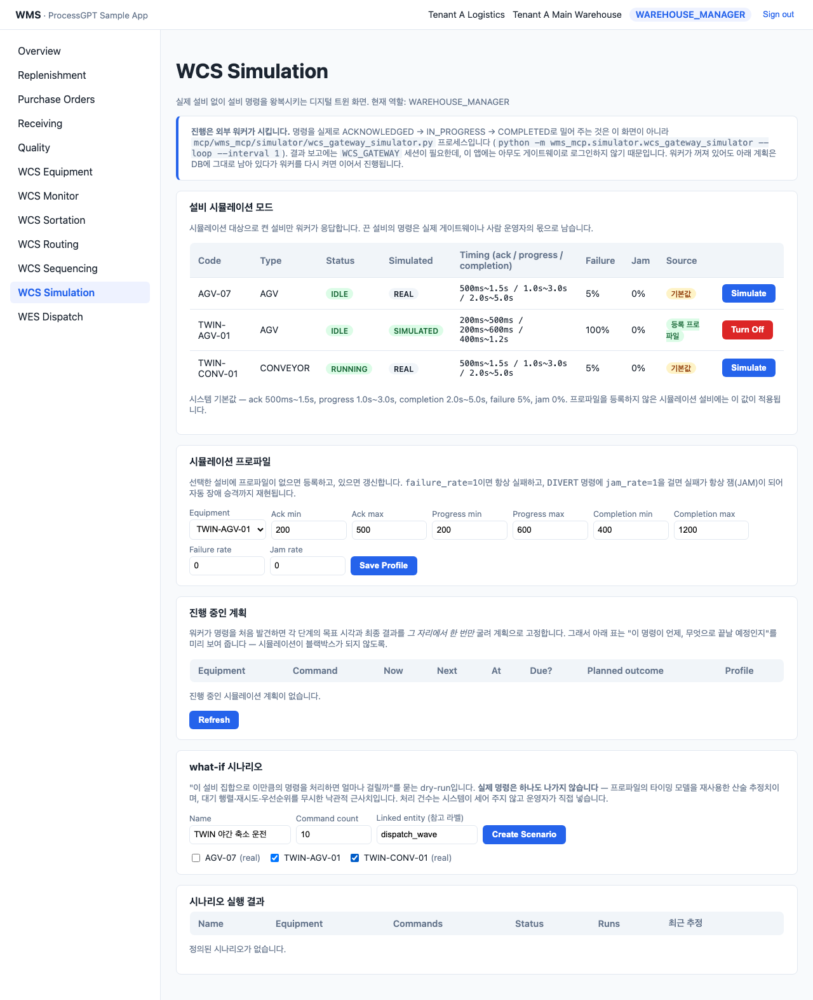 WMS · ProcessGPT Sample App
Tenant A Logistics Tenant A Main Warehouse WAREHOUSE_MANAGER Sign out
Overview
Replenishment
Purchase Orders
Receiving
Quality
WCS Equipment
WCS Monitor
WCS Sortation
WCS Routing
WCS Sequencing
WCS Simulation
WES Dispatch
WCS Simulation
실제 설비 없이 설비 명령을 왕복시키는 디지털 트윈 화면. 현재 역할: WAREHOUSE_MANAGER
진행은 외부 워커가 시킵니다. 명령을 실제로 ACKNOWLEDGED → IN_PROGRESS → COMPLETED로 밀어 주는 것은 이 화면이 아니라
mcp/wms_mcp/simulator/wcs_gateway_simulator.py 프로세스입니다 ( python -m wms_mcp.simulator.wcs_gateway_simulator --
loop --interval 1 ). 결과 보고에는 WCS_GATEWAY 세션이 필요한데, 이 앱에는 아무도 게이트웨이로 로그인하지 않기 때문입니다. 워커가 꺼져 있어도 아래 계획은
DB에 그대로 남아 있다가 워커를 다시 켜면 이어서 진행됩니다.
설비 시뮬레이션 모드
시뮬레이션 대상으로 켠 설비만 워커가 응답합니다. 끈 설비의 명령은 실제 게이트웨이나 사람 운영자의 몫으로 남습니다.
Code Type Status Simulated Timing (ack / progress / completion) Failure Jam Source
AGV-07 AGV IDLE REAL 500ms~1.5s / 1.0s~3.0s / 2.0s~5.0s 5% 0% 기본값 Simulate
TWIN-AGV-01 AGV IDLE SIMULATED 200ms~500ms / 200ms~600ms / 400ms~1.2s 100% 0% 등록 프로파일 Turn Off
TWIN-CONV-01 CONVEYOR RUNNING REAL 500ms~1.5s / 1.0s~3.0s / 2.0s~5.0s 5% 0% 기본값 Simulate
시스템 기본값 — ack 500ms~1.5s, progress 1.0s~3.0s, completion 2.0s~5.0s, failure 5%, jam 0%. 프로파일을 등록하지 않은 시뮬레이션 설비에는 이 값이 적용됩
니다.
시뮬레이션 프로파일
선택한 설비에 프로파일이 없으면 등록하고, 있으면 갱신합니다. failure_rate=1이면 항상 실패하고, DIVERT 명령에 jam_rate=1을 걸면 실패가 항상 잼(JAM)이 되어
자동 장애 승격까지 재현됩니다.
Equipment Ack min Ack max Progress min Progress max Completion min Completion max
TWIN-AGV-01 200 500 200 600 400 1200
Failure rate Jam rate
0 0 Save Profile
진행 중인 계획
워커가 명령을 처음 발견하면 각 단계의 목표 시각과 최종 결과를 그 자리에서 한 번만 굴려 계획으로 고정합니다. 그래서 아래 표는 "이 명령이 언제, 무엇으로 끝날 예정인지"를
미리 보여 줍니다 — 시뮬레이션이 블랙박스가 되지 않도록.
Equipment Command Now Next At Due? Planned outcome Profile
진행 중인 시뮬레이션 계획이 없습니다.
Refresh
what-if 시나리오
"이 설비 집합으로 이만큼의 명령을 처리하면 얼마나 걸릴까"를 묻는 dry-run입니다. 실제 명령은 하나도 나가지 않습니다 — 프로파일의 타이밍 모델을 재사용한 산술 추정치이
며, 대기 행렬·재시도·우선순위를 무시한 낙관적 근사치입니다. 처리 건수는 시스템이 세어 주지 않고 운영자가 직접 넣습니다.
Name Command count Linked entity (참고 라벨)
TWIN 야간 축소 운전 10 dispatch_wave Create Scenario
AGV-07 (real) TWIN-AGV-01 TWIN-CONV-01 (real)
시나리오 실행 결과
Name Equipment Commands Status Runs 최근 추정
정의된 시나리오가 없습니다.